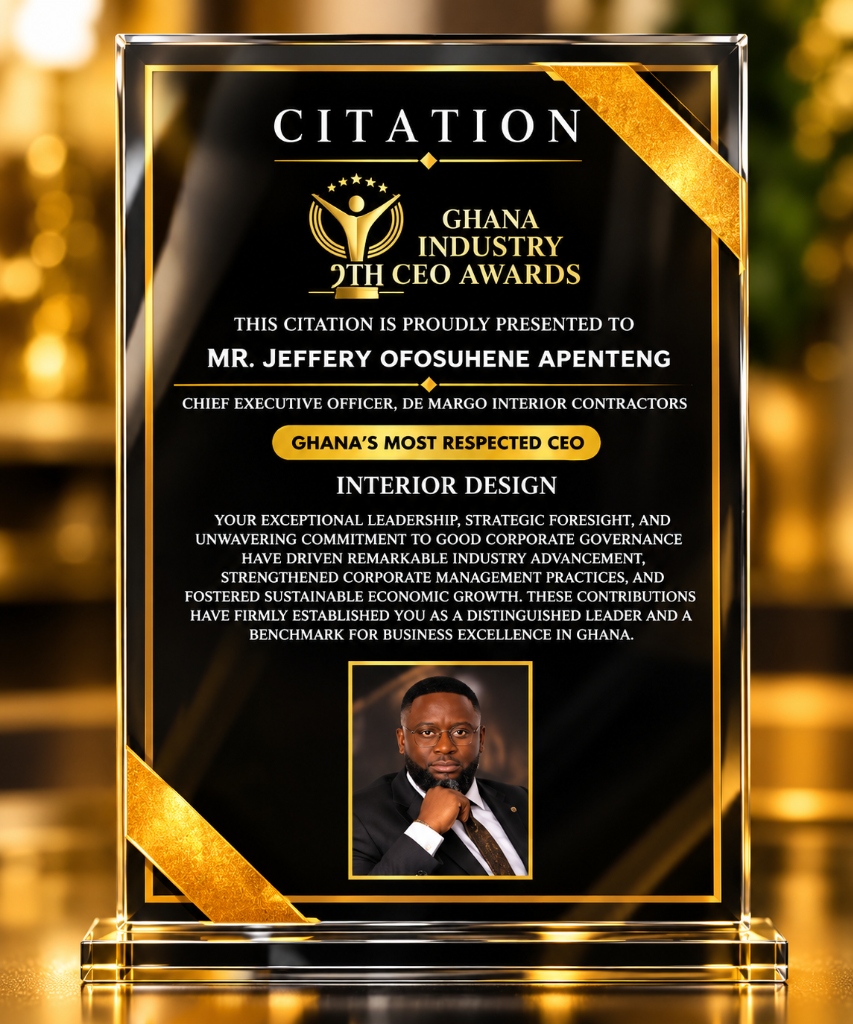 CITATION
GHANA
INDUSTRY
9TH CEO AWARDS
THIS CITATION IS PROUDLY PRESENTED TO
MR. JEFFERY OFOSUHENE APENTENG
CHIEF EXECUTIVE OFFICER, DE MARGO INTERIOR CONTRACTORS
GHANA'S MOST RESPECTED CEO
INTERIOR DESIGN
YOUR EXCEPTIONAL LEADERSHIP, STRATEGIC FORESIGHT, AND
UNWAVERING COMMITMENT TO GOOD CORPORATE GOVERNANCE
HAVE DRIVEN REMARKABLE INDUSTRY ADVANCEMENT,
STRENGTHENED CORPORATE MANAGEMENT PRACTICES, AND
FOSTERED SUSTAINABLE ECONOMIC GROWTH. THESE CONTRIBUTIONS
HAVE FIRMLY ESTABLISHED YOU AS A DISTINGUISHED LEADER AND A
BENCHMARK FOR BUSINESS EXCELLENCE IN GHANA.